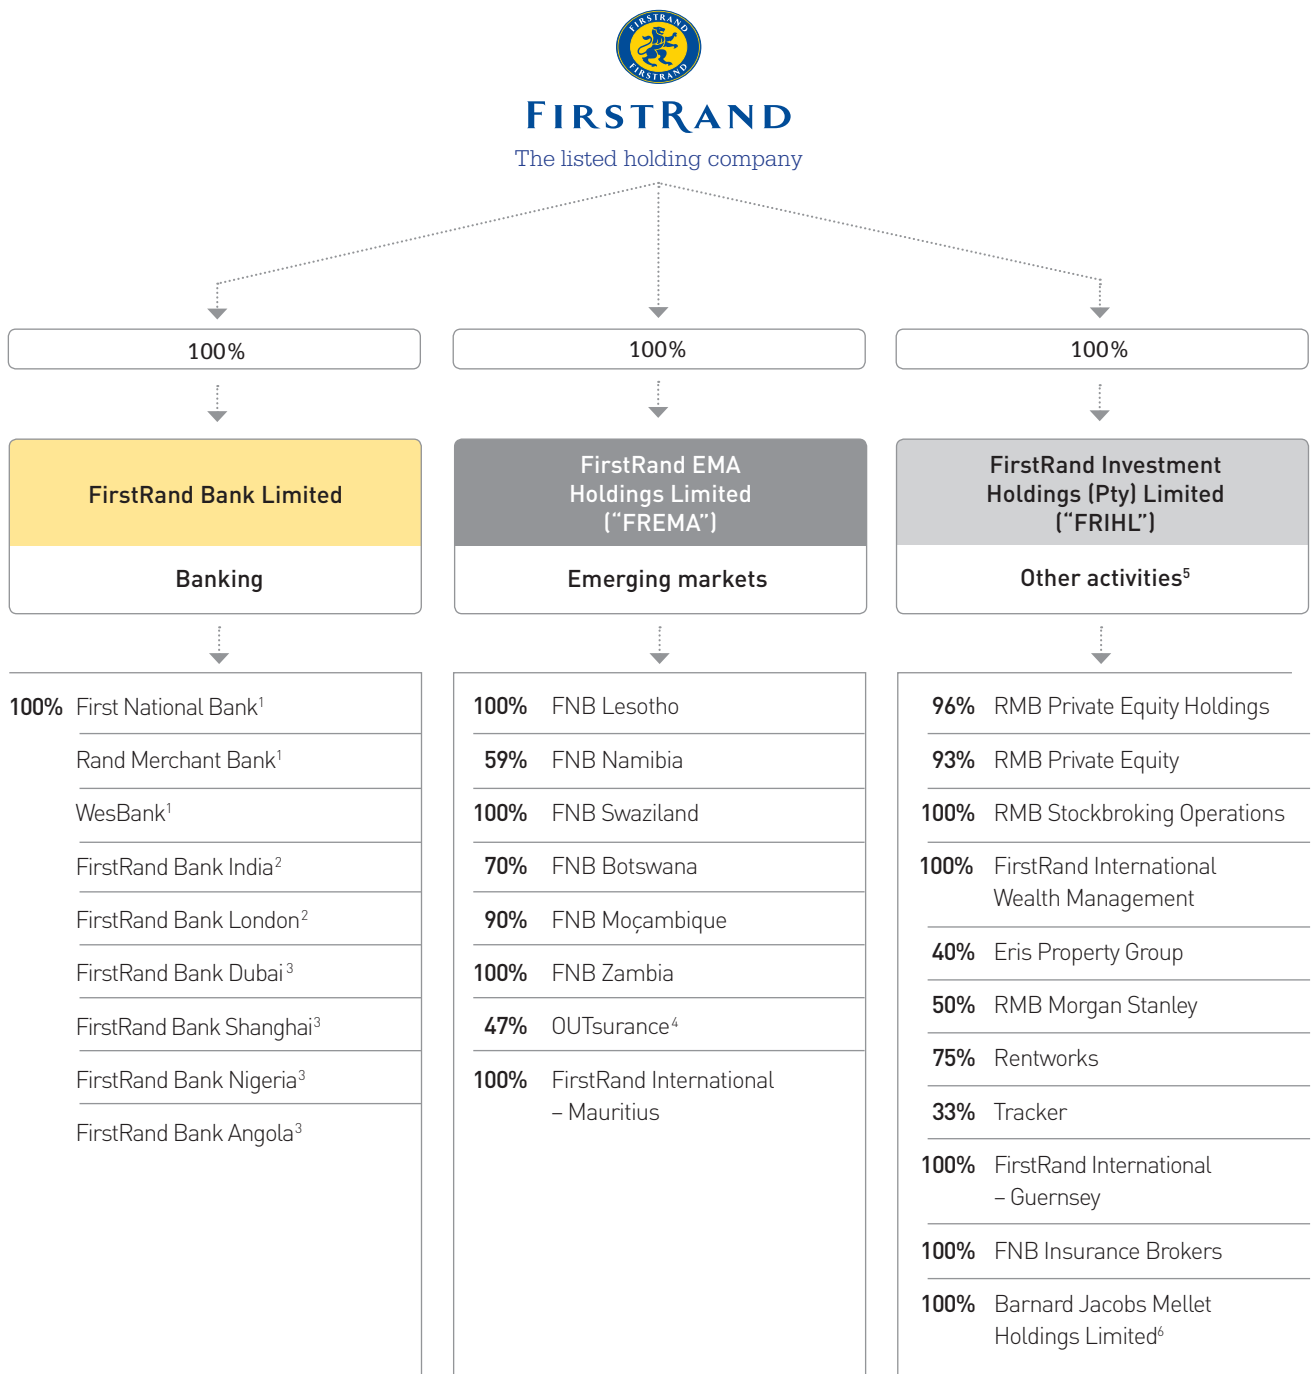 FIRSTRAND
FIRSTRAND
FIRSTRAND
The listed holding company
100%
100%
100%
FirstRand Bank Limited
Banking
FirstRand EMA
Holdings Limited
(“FREMA”)
Emerging markets
FirstRand Investment
Holdings (Pty) Limited
(“FRIHL”)
Other activities⁵
100% First National Bank¹
Rand Merchant Bank¹
WesBank¹
FirstRand Bank India²
FirstRand Bank London²
FirstRand Bank Dubai³
FirstRand Bank Shanghai³
FirstRand Bank Nigeria³
FirstRand Bank Angola³
100% FNB Lesotho
59% FNB Namibia
100% FNB Swaziland
70% FNB Botswana
90% FNB Moçambique
100% FNB Zambia
47% OUTsurance⁴
100% FirstRand International
– Mauritius
96% RMB Private Equity Holdings
93% RMB Private Equity
100% RMB Stockbroking Operations
100% FirstRand International
Wealth Management
40% Eris Property Group
50% RMB Morgan Stanley
75% Rentworks
33% Tracker
100% FirstRand International
– Guernsey
100% FNB Insurance Brokers
100% Barnard Jacobs Mellet
Holdings Limited⁶